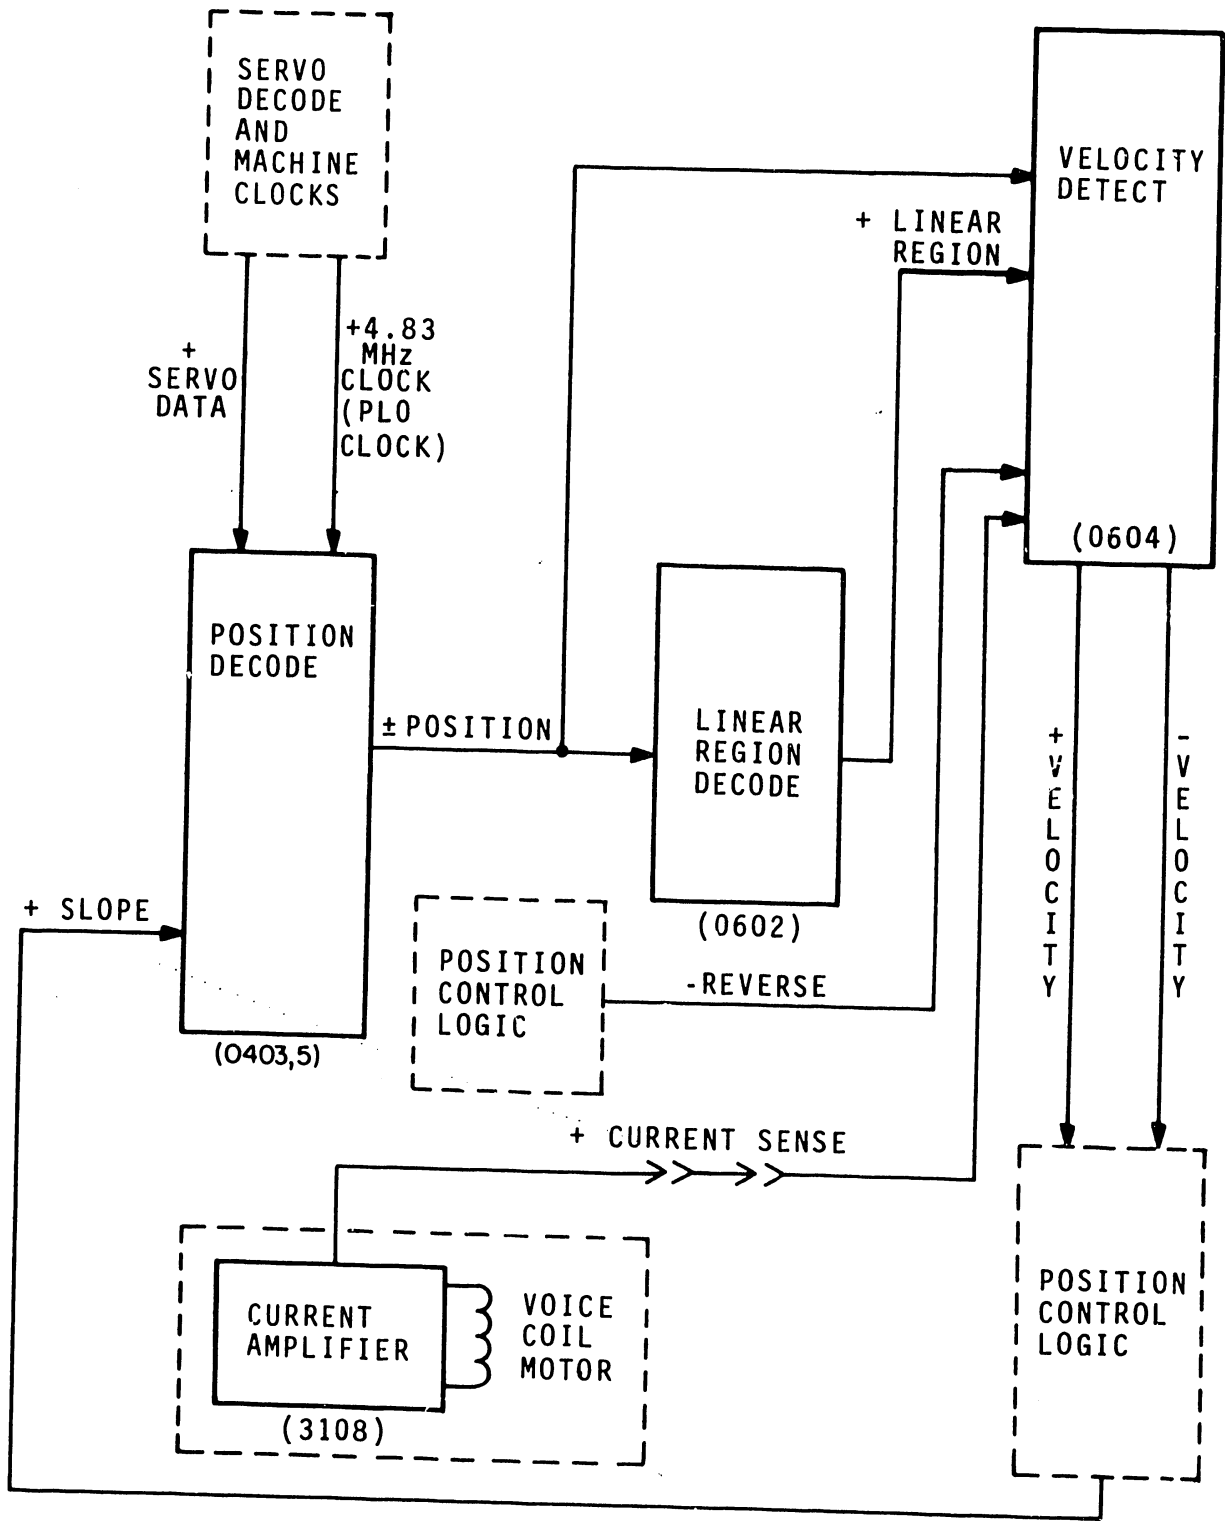 SERVO
DECODE
AND
MACHINE
CLOCKS
VELOCITY
DETECT
+ LINEAR
REGION
+
SERVO
DATA
+4.83
MHz
CLOCK
(PLO
CLOCK)
(0604)
POSITION
DECODE
± POSITION
LINEAR
REGION
DECODE
+VELOCITY
-VELOCITY
+ SLOPE
(0602)
POSITION
CONTROL
LOGIC
-REVERSE
(0403,5)
+ CURRENT SENSE
CURRENT
AMPLIFIER
VOICE
COIL
MOTOR
(3108)
POSITION
CONTROL
LOGIC